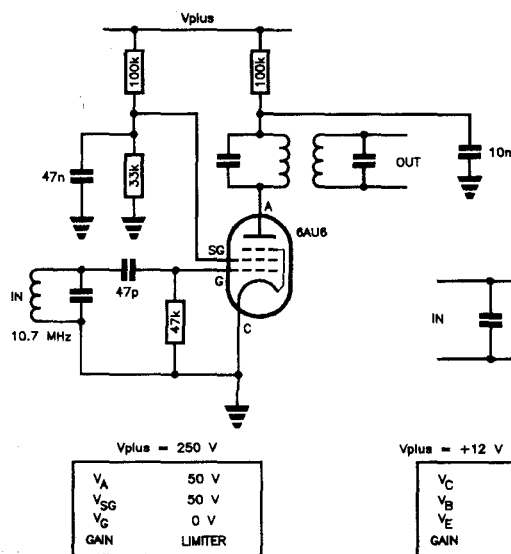 Vplus
100k
100k
47n
33k
OUT
10n
A
6AU6
SG
G
47p
IN
47k
C
10.7 MHz
IN
Vplus = 250 V
VA 50 V
VSG 50 V
VG 0 V
GAIN LIMITER
Vplus = +12 V
VC
VB
VE
GAIN